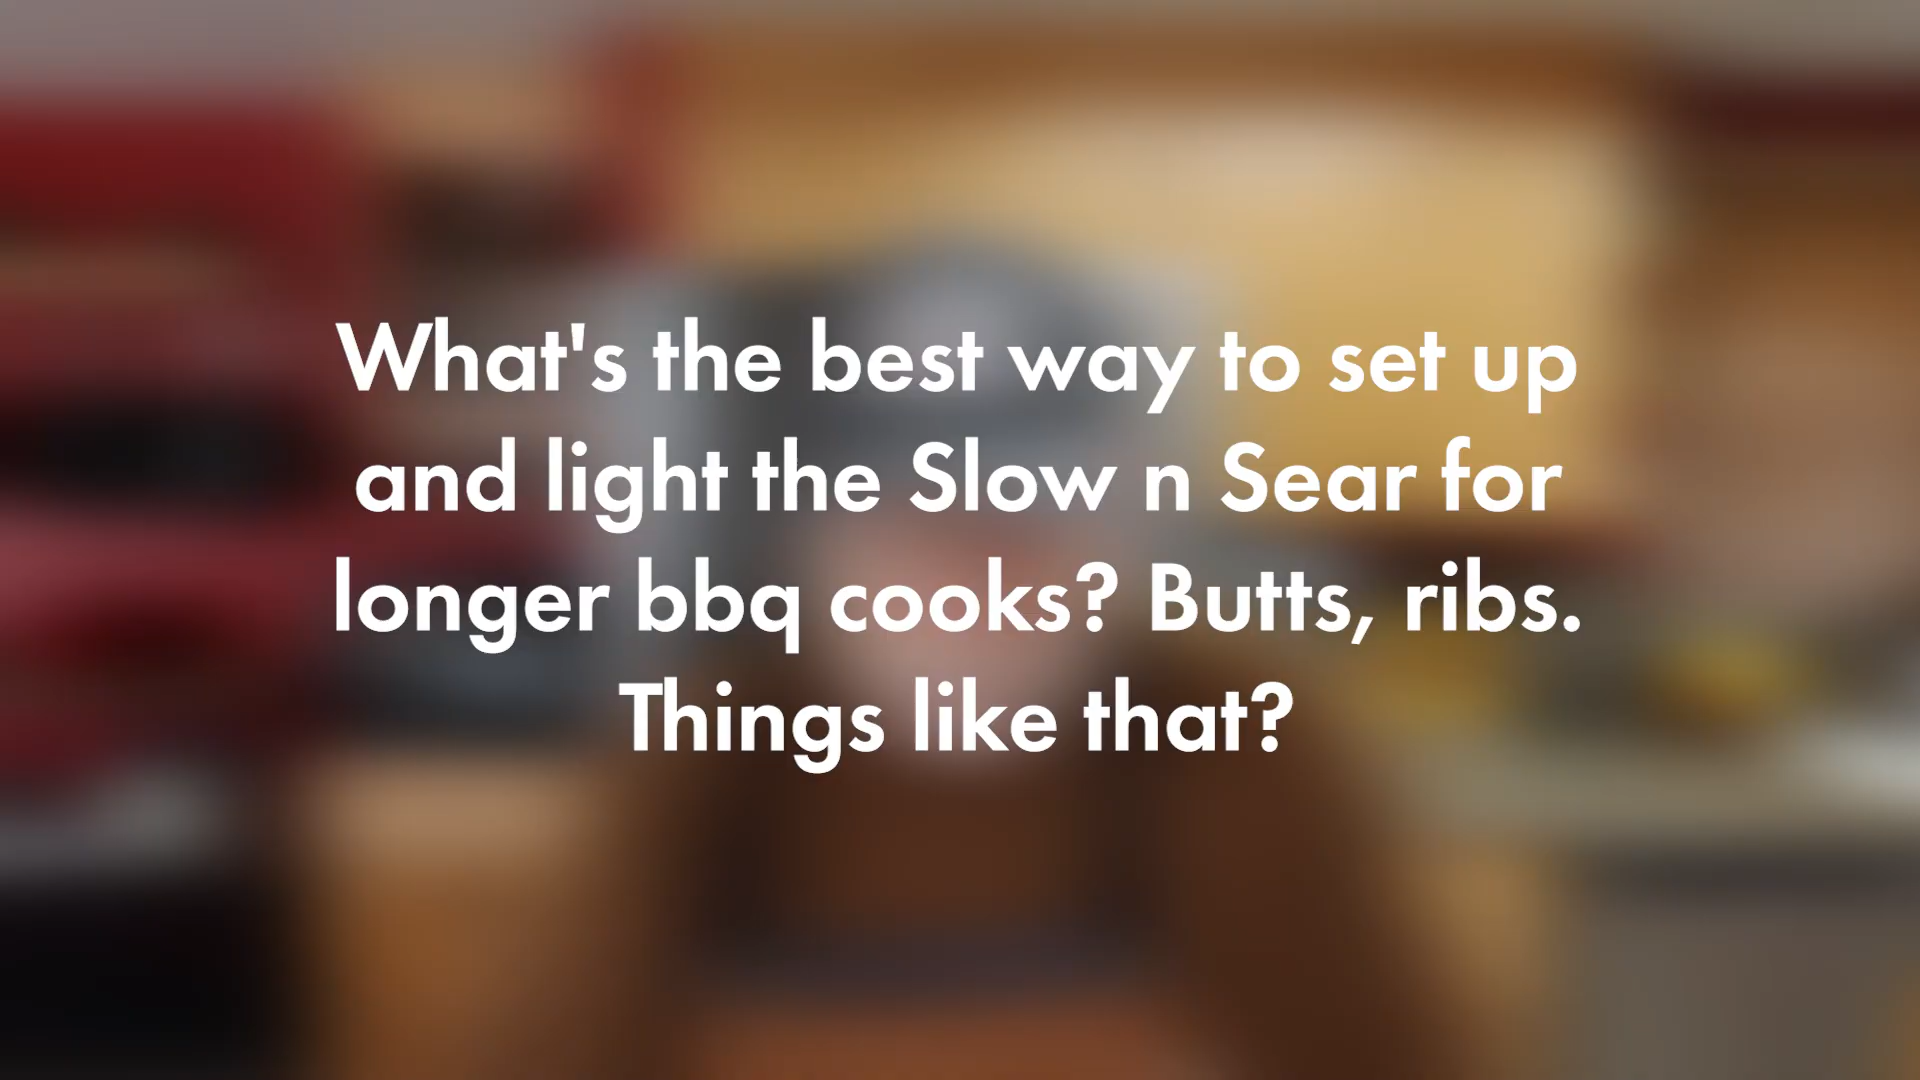 What's the best way to set up
and light the Slow n Sear for
longer bbq cooks? Butts, ribs.
Things like that?